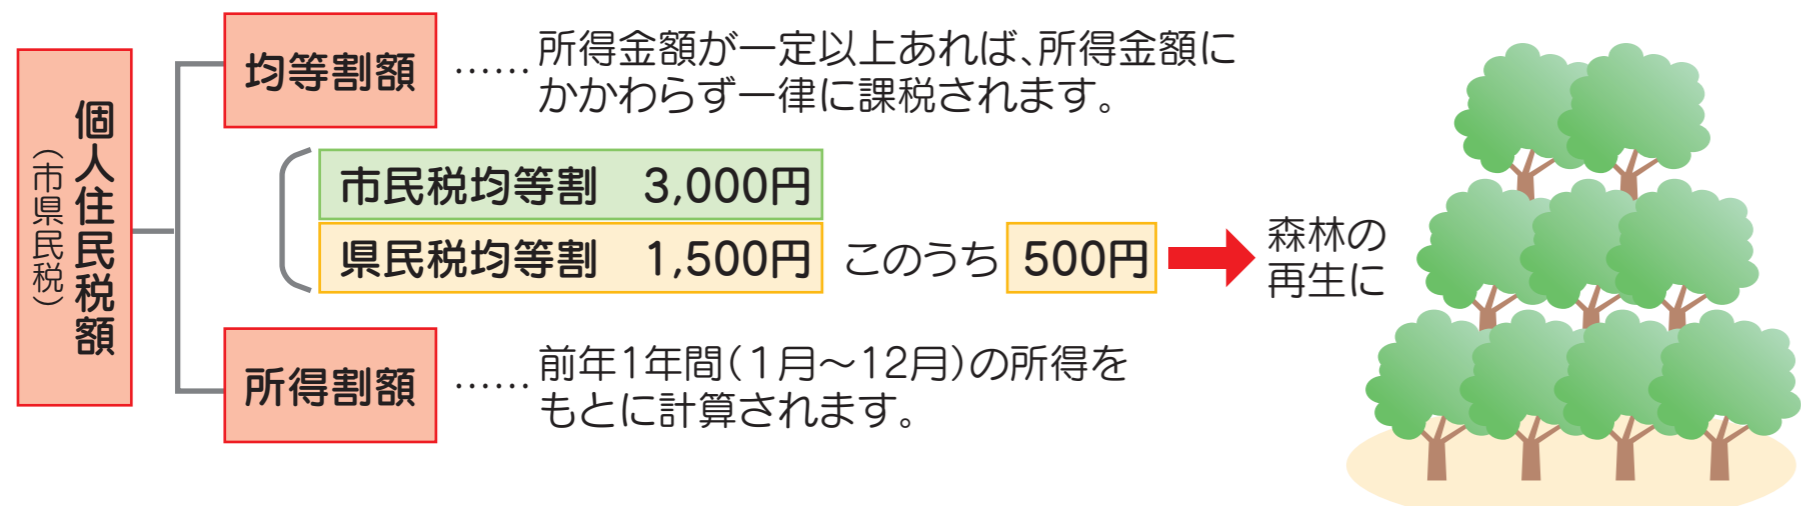 個人住民税額
（市県民税）
均等割額
……所得金額が一定以上あれば、所得金額に
かかわらず一律に課税されます。
市民税均等割　3,000円
県民税均等割　1,500円　このうち　500円
森林の
再生に
所得割額
……前年1年間（1月～12月）の所得を
もとに計算されます。